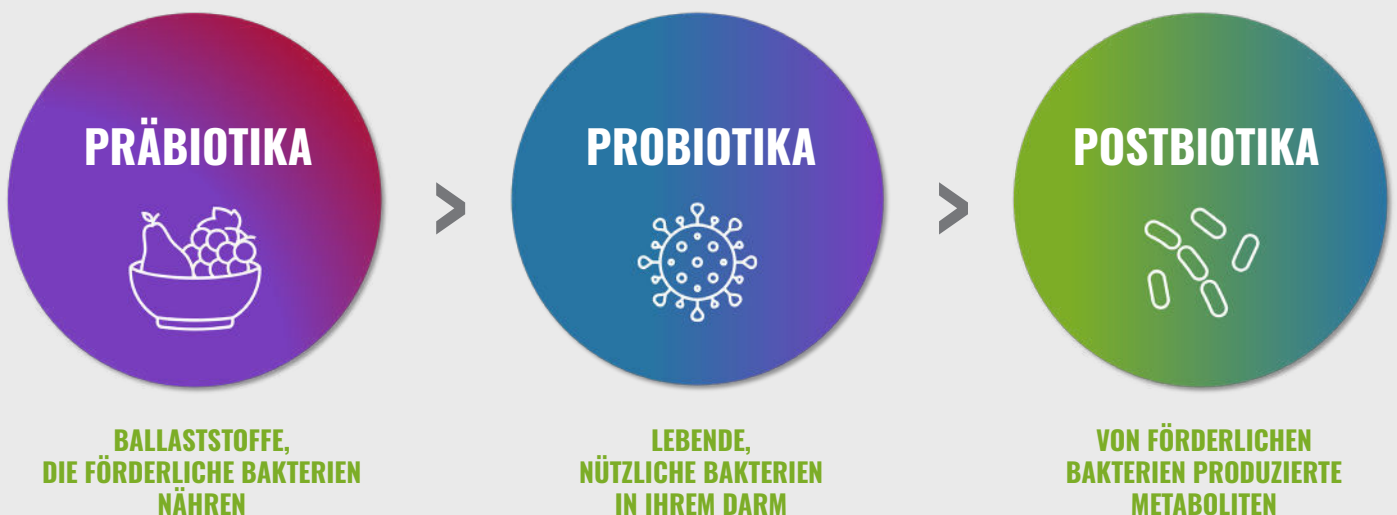 PRÄBIOTIKA
>
PROBIOTIKA
>
POSTBIOTIKA
BALLASTSTOFFE,
DIE FÖRDERLICHE BAKTERIEN
NÄHREN
LEBENDE,
NÜTZLICHE BAKTERIEN
IN IHREM DARM
VON FÖRDERLICHEN
BAKTERIEN PRODUZIERTE
METABOLITEN